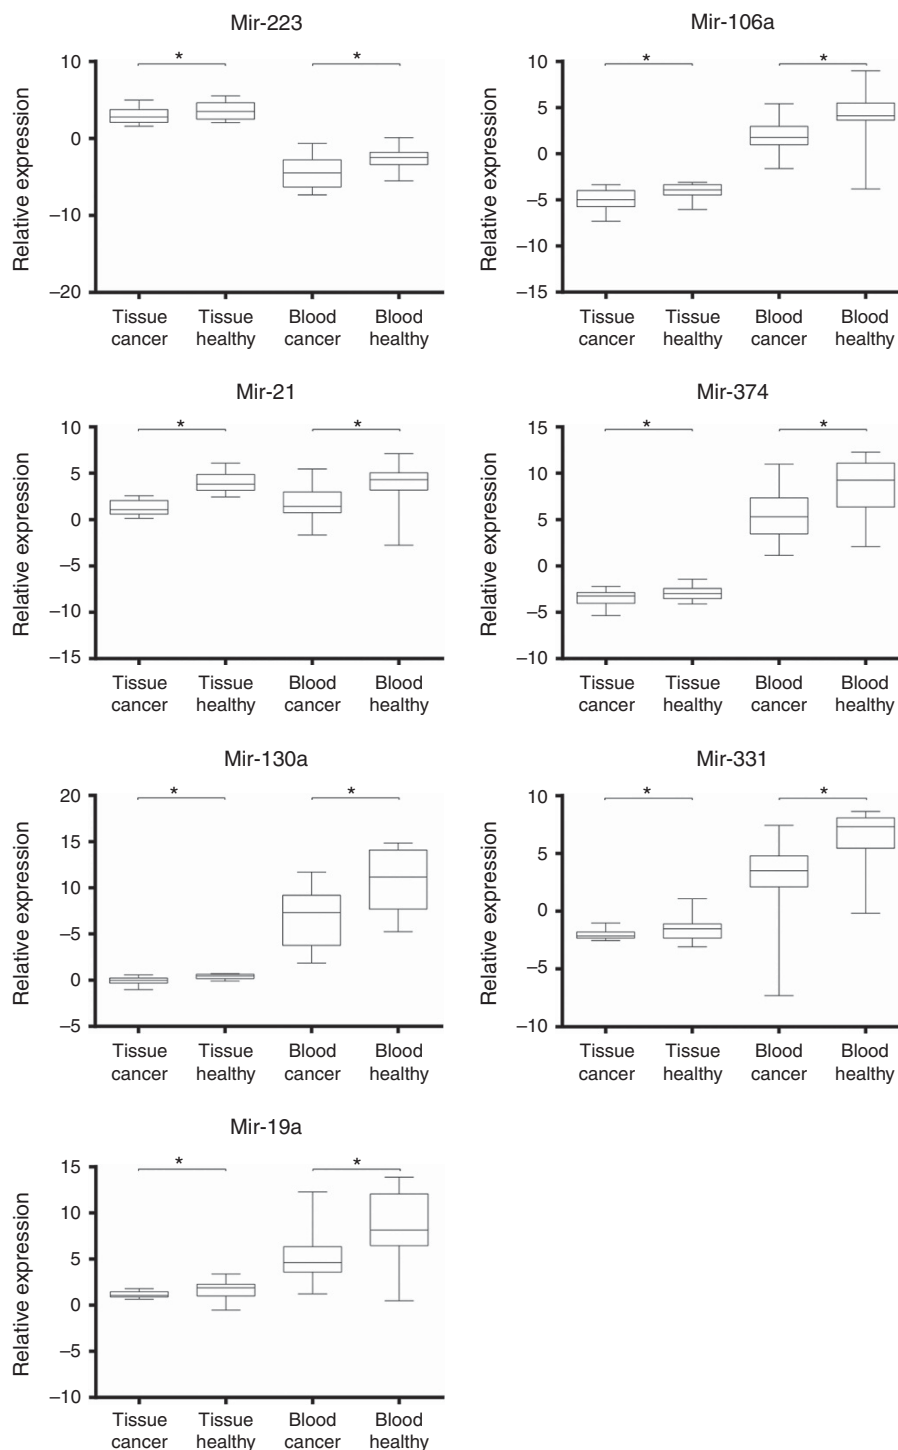 Mir-223
Relative expression
10
0
−10
−20
*
*
Tissue cancer
Tissue healthy
Blood cancer
Blood healthy
Mir-106a
Relative expression
10
5
0
−5
−10
−15
*
*
Tissue cancer
Tissue healthy
Blood cancer
Blood healthy
Mir-21
Relative expression
10
5
0
−5
−10
−15
*
*
Tissue cancer
Tissue healthy
Blood cancer
Blood healthy
Mir-374
Relative expression
15
10
5
0
−5
−10
*
*
Tissue cancer
Tissue healthy
Blood cancer
Blood healthy
Mir-130a
Relative expression
20
15
10
−5
0
−5
*
*
Tissue cancer
Tissue healthy
Blood cancer
Blood healthy
Mir-331
Relative expression
10
5
0
−5
−10
*
*
Tissue cancer
Tissue healthy
Blood cancer
Blood healthy
Mir-19a
Relative expression
15
10
5
0
−5
−10
*
*
Tissue cancer
Tissue healthy
Blood cancer
Blood healthy